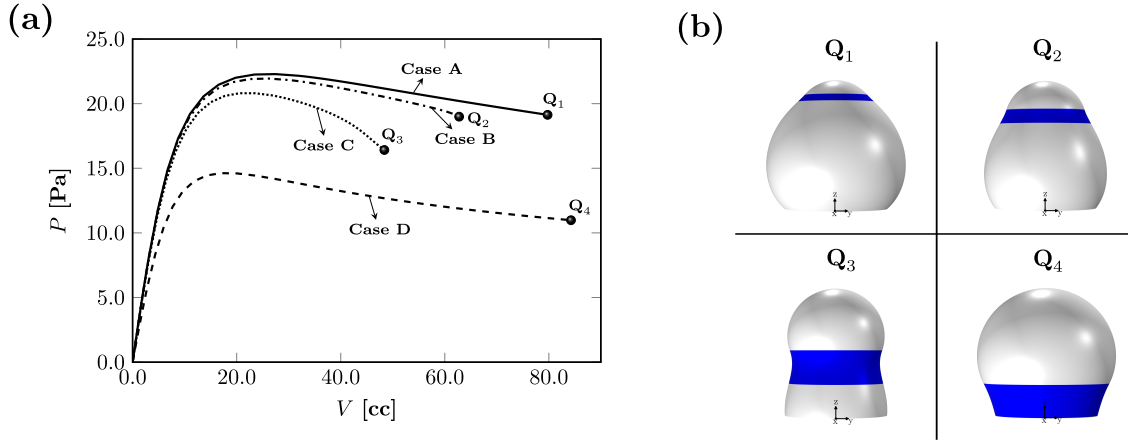 (a)
25.0
20.0
15.0
10.0
5.0
0.0
P [Pa]
0.0 20.0 40.0 60.0 80.0
V [cc]
Case A
Q₁
Q₂
Case B
Q₃
Case C
Q₄
Case D
(b)
Q₁
z
x y
Q₂
z
x y
Q₃
z
x y
Q₄
z
x y